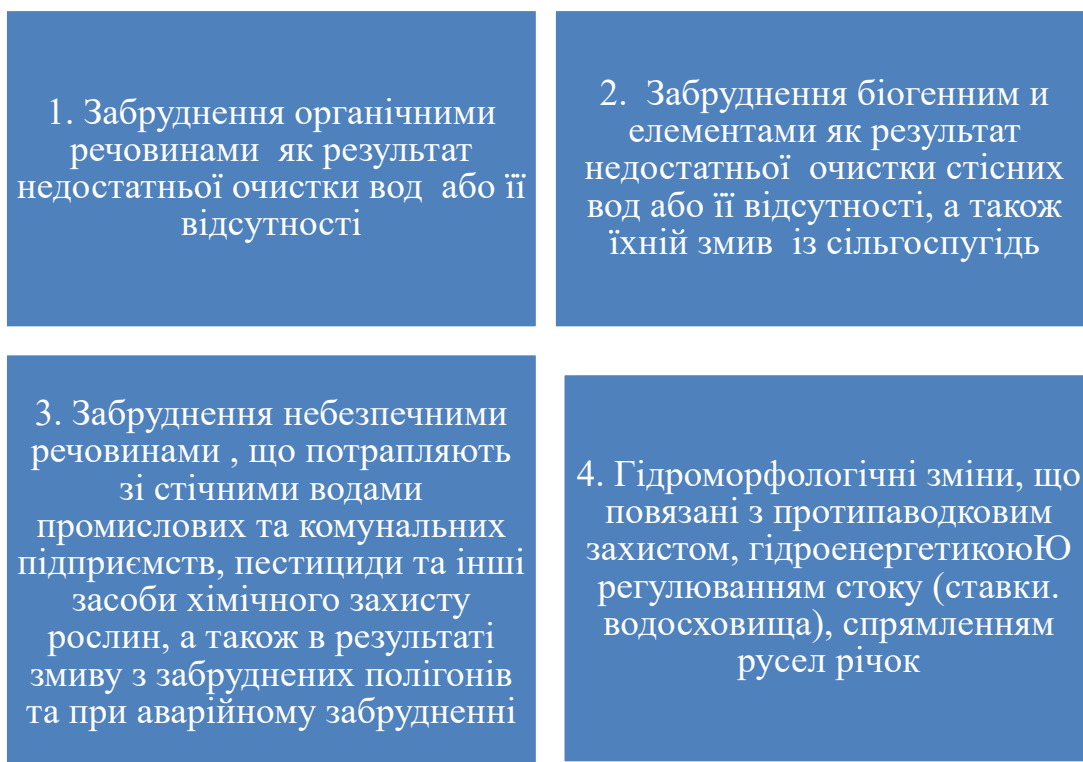 1. Забруднення органічними
речовинами як результат
недостатньої очистки вод або її
відсутності
2. Забруднення біогенним и
елементами як результат
недостатньої очистки стісних
вод або її відсутності, а також
їхній змив із сільгоспугідь
3. Забруднення небезпечними
речовинами , що потрапляють
зі стічними водами
промислових та комунальних
підприємств, пестициди та інші
засоби хімічного захисту
рослин, а також в результаті
змиву з забруднених полігонів
та при аварійному забрудненні
4. Гідроморфологічні зміни, що
повязані з протипаводковим
захистом, гідроенергетикоюЮ
регулюванням стоку (ставки.
водосховища), спрямленням
русел річок